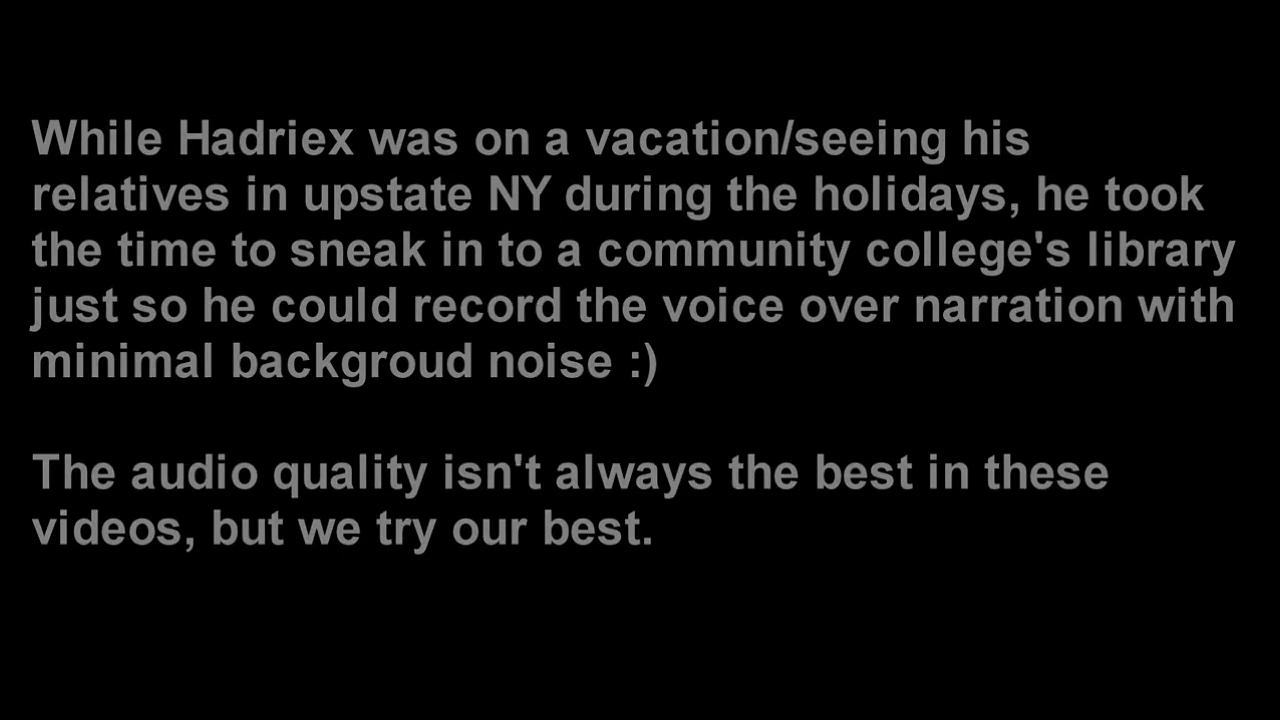 While Hadriex was on a vacation/seeing his
relatives in upstate NY during the holidays, he took
the time to sneak in to a community college's library
just so he could record the voice over narration with
minimal backgroud noise :)
The audio quality isn't always the best in these
videos, but we try our best.